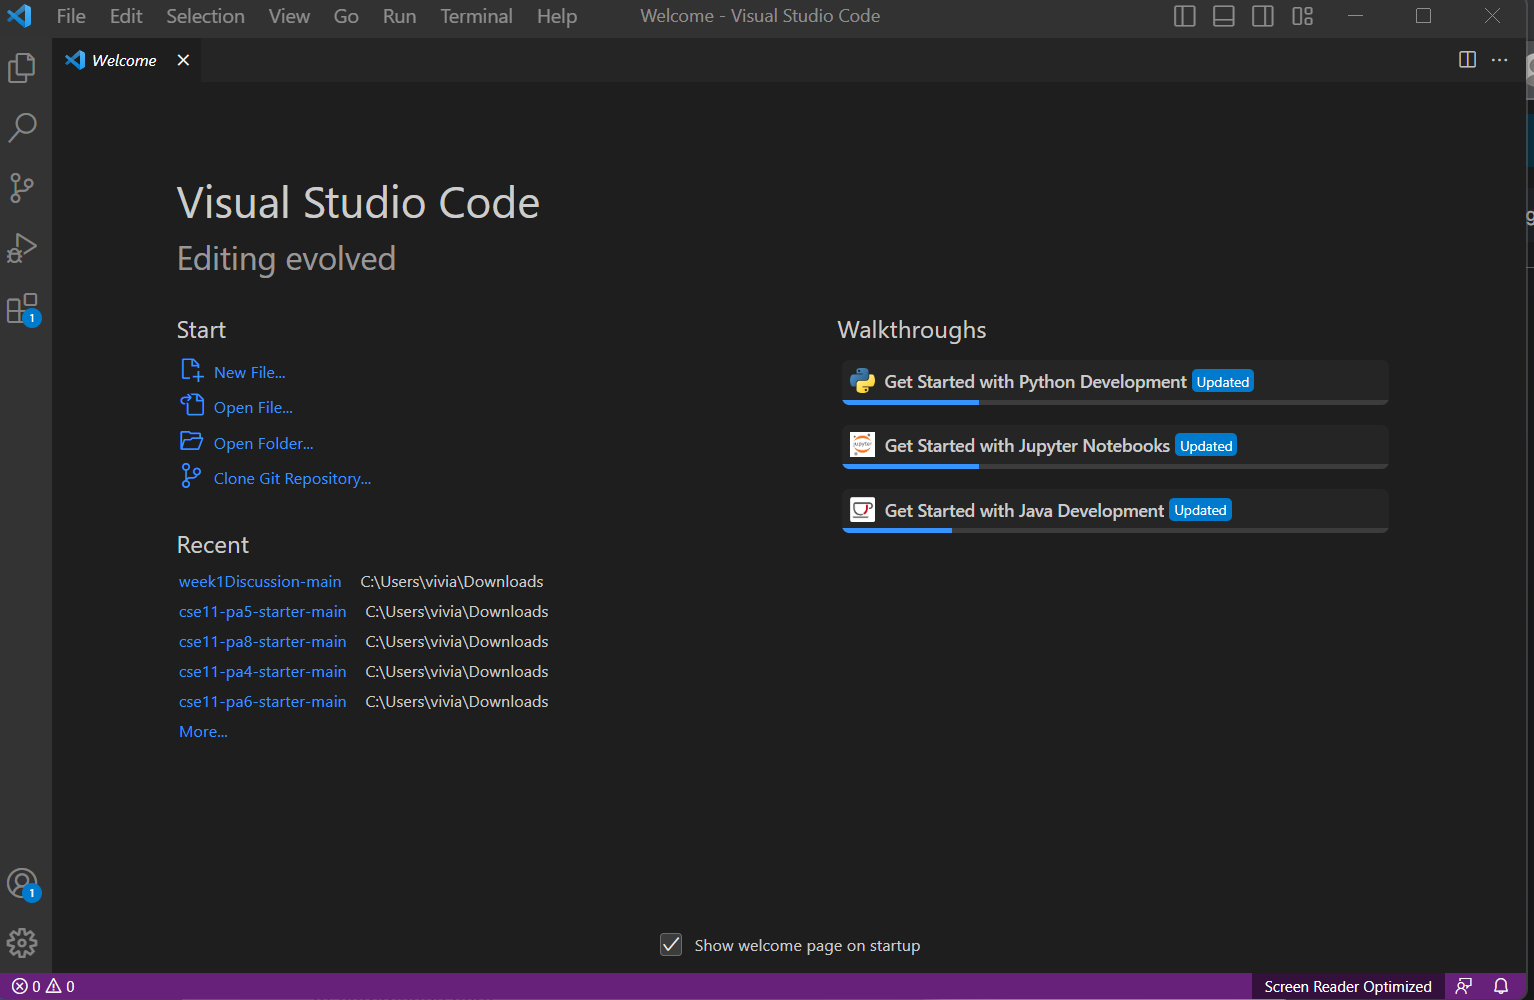 File Edit Selection View Go Run Terminal Help Welcome - Visual Studio Code
Welcome
Visual Studio Code
Editing evolved
Start
New File...
Open File...
Open Folder...
Clone Git Repository...
Recent
week1Discussion-main C:\Users\vivia\Downloads
cse11-pa5-starter-main C:\Users\vivia\Downloads
cse11-pa8-starter-main C:\Users\vivia\Downloads
cse11-pa4-starter-main C:\Users\vivia\Downloads
cse11-pa6-starter-main C:\Users\vivia\Downloads
More...
Walkthroughs
Get Started with Python Development Updated
Get Started with Jupyter Notebooks Updated
Get Started with Java Development Updated
1
1
Show welcome page on startup
0 0 Screen Reader Optimized